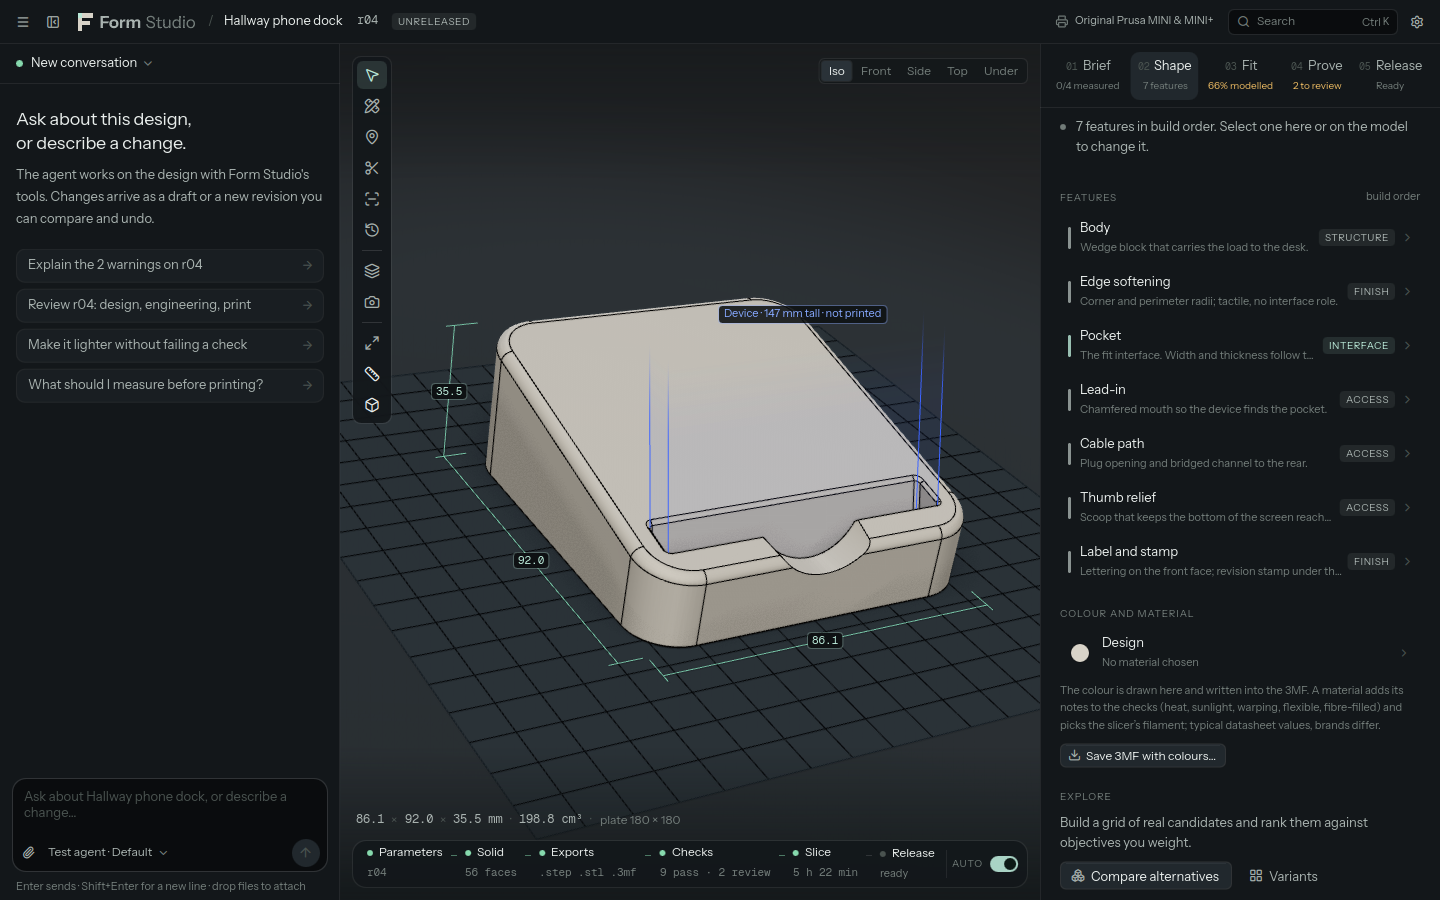 Form Studio / Hallway phone dock r04 UNRELEASED
Original Prusa MINI & MINI+
Search Ctrl K
New conversation
Ask about this design,
or describe a change.
The agent works on the design with Form Studio's
tools. Changes arrive as a draft or a new revision you
can compare and undo.
Explain the 2 warnings on r04
Review r04: design, engineering, print
Make it lighter without failing a check
What should I measure before printing?
Ask about Hallway phone dock, or describe a
change...
Test agent · Default
Enter sends · Shift+Enter for a new line · drop files to attach
Iso Front Side Top Under
Device · 147 mm tall · not printed
35.5
92.0
86.1
86.1 × 92.0 × 35.5 mm · 198.8 cm³ · plate 180 × 180
Parameters
r04
Solid
56 faces
Exports
.step .stl .3mf
Checks
9 pass · 2 review
Slice
5 h 22 min
Release
ready
AUTO
01 Brief
0/4 measured
02 Shape
7 features
03 Fit
66% modelled
04 Prove
2 to review
05 Release
Ready
7 features in build order. Select one here or on the model
to change it.
FEATURES build order
Body
Wedge block that carries the load to the desk.
STRUCTURE
Edge softening
Corner and perimeter radii; tactile, no interface role.
FINISH
Pocket
The fit interface. Width and thickness follow t...
INTERFACE
Lead-in
Chamfered mouth so the device finds the pocket.
ACCESS
Cable path
Plug opening and bridged channel to the rear.
ACCESS
Thumb relief
Scoop that keeps the bottom of the screen reach...
ACCESS
Label and stamp
Lettering on the front face; revision stamp under th...
FINISH
COLOUR AND MATERIAL
Design
No material chosen
The colour is drawn here and written into the 3MF. A material adds its
notes to the checks (heat, sunlight, warping, flexible, fibre-filled) and
picks the slicer's filament; typical datasheet values, brands differ.
Save 3MF with colours...
EXPLORE
Build a grid of real candidates and rank them against
objectives you weight.
Compare alternatives
Variants